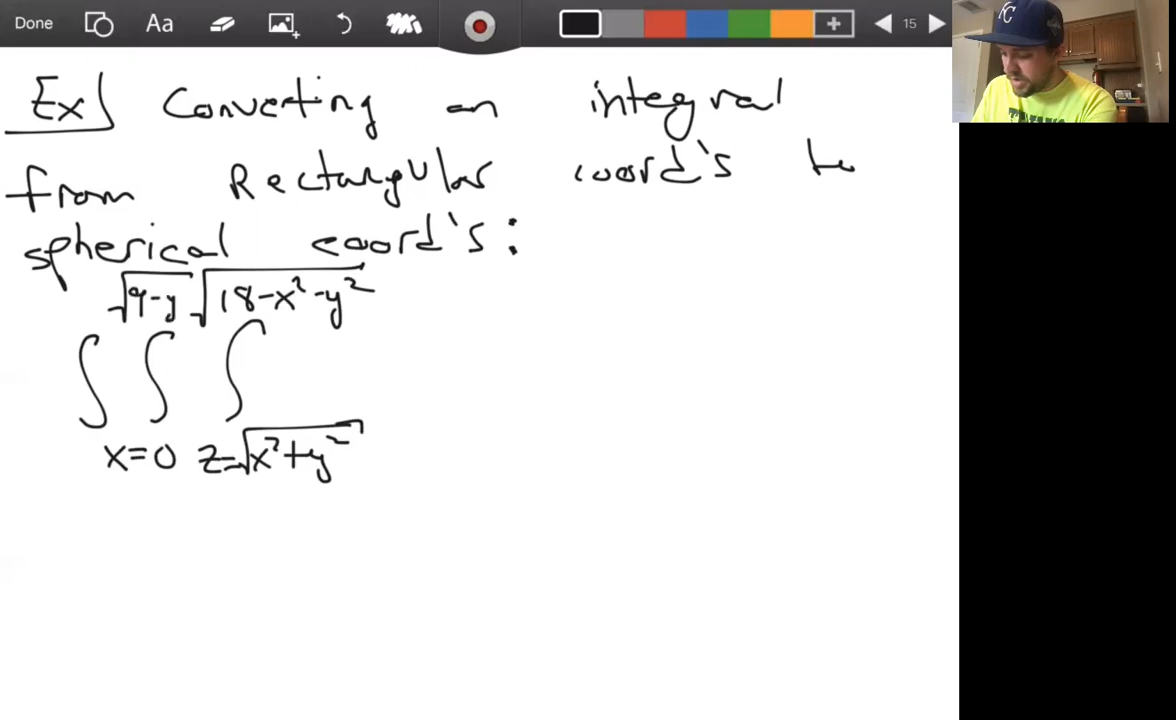 Done Aa 15
Ex] Converting an integral
from Rectangular coord's to
spherical coord's:
√9-y √18-x²-y²
∫ ∫ ∫
x=0 z=√x²+y²
KC